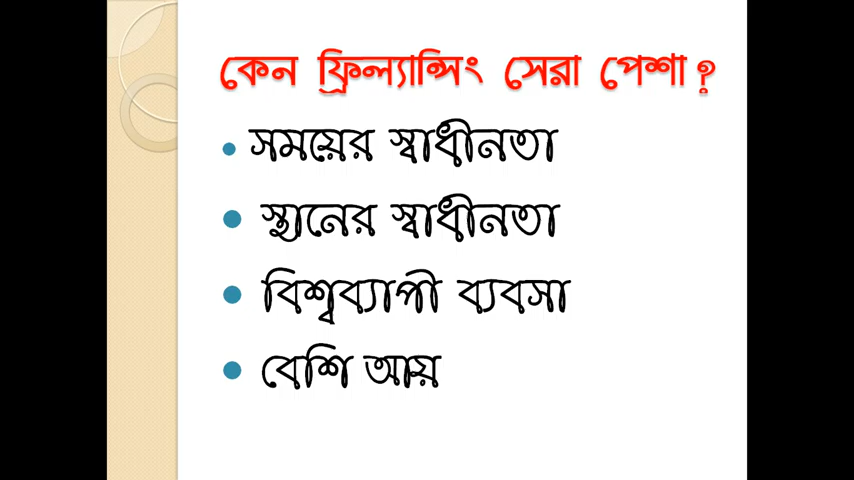 কেন ফ্রিল্যান্সিং সেরা পেশা ?
• সময়ের স্বাধীনতা
• স্থানের স্বাধীনতা
• বিশ্বব্যাপী ব্যবসা
• বেশি আয়